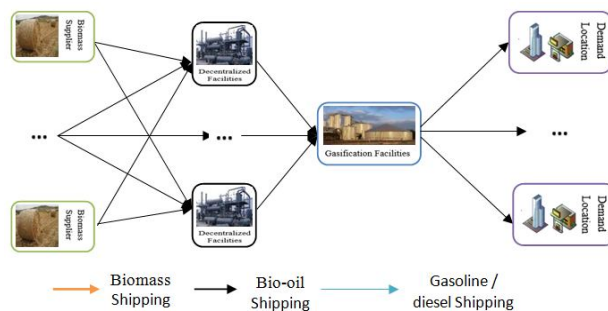 Biomass
Supplier
Decentralized Facilities
Demand
Location
...
...
Gasification Facilities
...
Biomass
Supplier
Decentralized Facilities
Demand
Location
Biomass
Shipping
Bio-oil
Shipping
Gasoline /
diesel Shipping